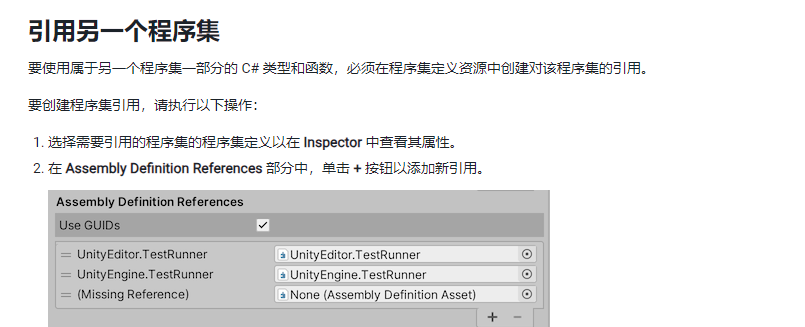 引用另一个程序集
要使用属于另一个程序集一部分的 C# 类型和函数，必须在程序集定义资源中创建对该程序集的引用。
要创建程序集引用，请执行以下操作：
1. 选择需要引用的程序集的程序集定义以在 Inspector 中查看其属性。
2. 在 Assembly Definition References 部分中，单击 + 按钮以添加新引用。
Assembly Definition References
Use GUIDs
UnityEditor.TestRunner UnityEditor.TestRunner
UnityEngine.TestRunner UnityEngine.TestRunner
(Missing Reference) None (Assembly Definition Asset)
+ −